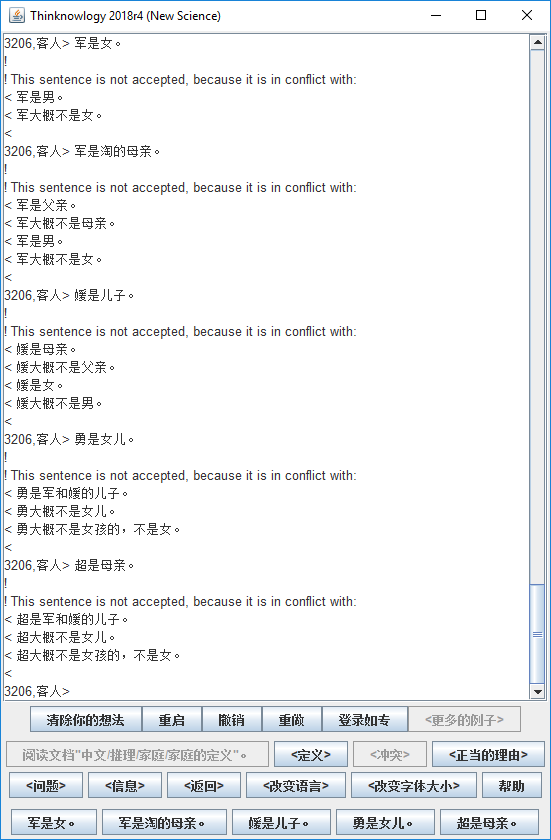 Thinknowlogy 2018r4 (New Science)
3206,客人> 军是女。
!
! This sentence is not accepted, because it is in conflict with:
< 军是男。
< 军大概不是女。
<
3206,客人> 军是淘的母亲。
!
! This sentence is not accepted, because it is in conflict with:
< 军是父亲。
< 军大概不是母亲。
< 军是男。
< 军大概不是女。
<
3206,客人> 媛是儿子。
!
! This sentence is not accepted, because it is in conflict with:
< 媛是母亲。
< 媛大概不是父亲。
< 媛是女。
< 媛大概不是男。
<
3206,客人> 勇是女儿。
!
! This sentence is not accepted, because it is in conflict with:
< 勇是军和媛的儿子。
< 勇大概不是女儿。
< 勇大概不是女孩的，不是女。
<
3206,客人> 超是母亲。
!
! This sentence is not accepted, because it is in conflict with:
< 超是军和媛的儿子。
< 超大概不是女儿。
< 超大概不是女孩的，不是女。
<
3206,客人>
清除你的想法 重启 撤销 重做 登录如专 <更多的例子>
阅读文档"中文/推理/家庭/家庭的定义"。 <定义> <冲突> <正当的理由>
<问题> <信息> <返回> <改变语言> <改变字体大小> 帮助
军是女。 军是淘的母亲。 媛是儿子。 勇是女儿。 超是母亲。